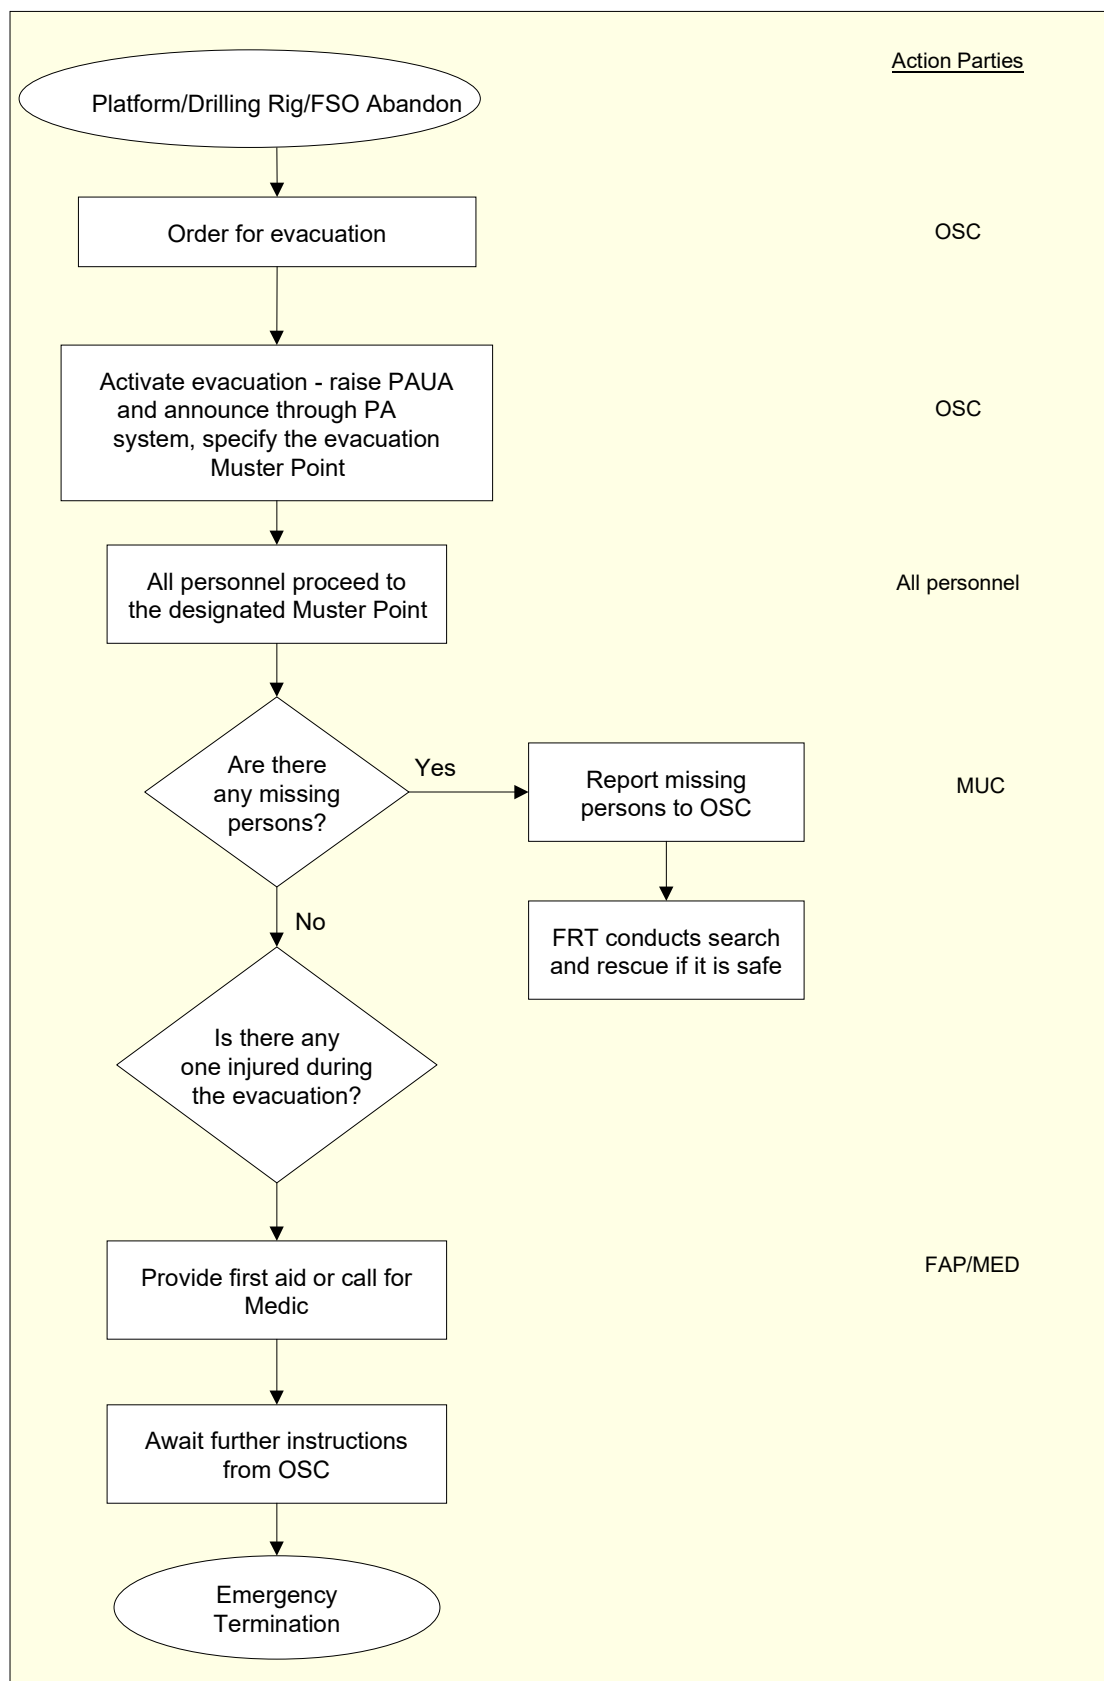 Action Parties
Platform/Drilling Rig/FSO Abandon
Order for evacuation
OSC
Activate evacuation - raise PAUA
and announce through PA
system, specify the evacuation
Muster Point
OSC
All personnel proceed to
the designated Muster Point
All personnel
Are there
any missing
persons?
Yes
Report missing
persons to OSC
MUC
No
FRT conducts search
and rescue if it is safe
Is there any
one injured during
the evacuation?
Provide first aid or call for
Medic
FAP/MED
Await further instructions
from OSC
Emergency
Termination